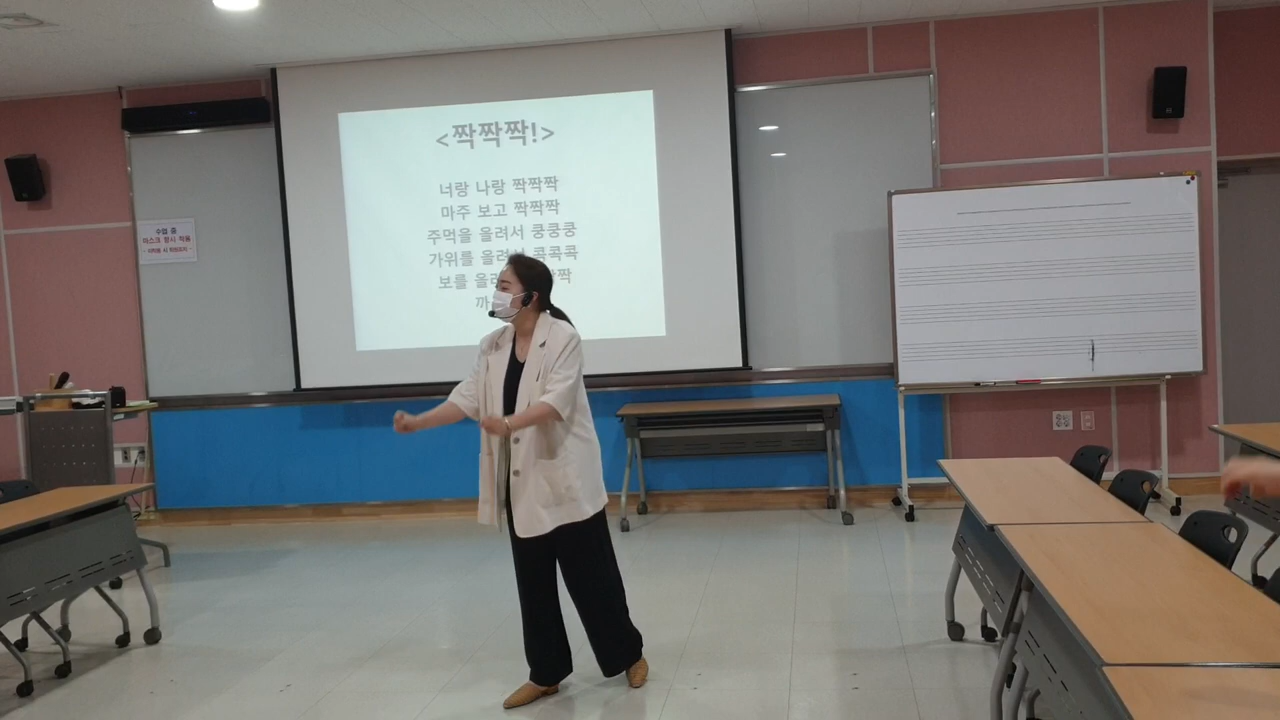 <짝짝짝!>
너랑 나랑 짝짝짝
마주 보고 짝짝짝
주먹을 올려서 쿵쿵쿵
가위를 올려서 콕콕콕
보를
수업 중
마스크 항시 착용